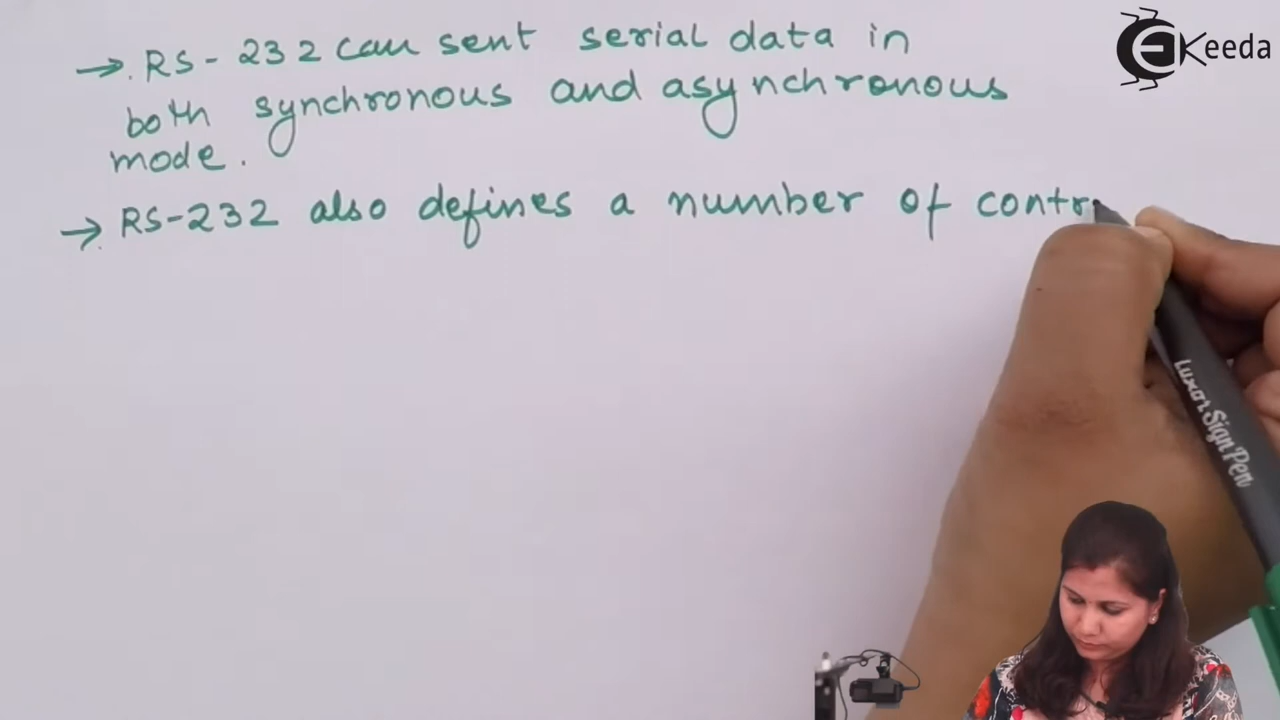 → RS-232 can sent serial data in
both synchronous and asynchronous
mode.
→ RS-232 also defines a number of contr
EKeeda
Luxor Sign Pen